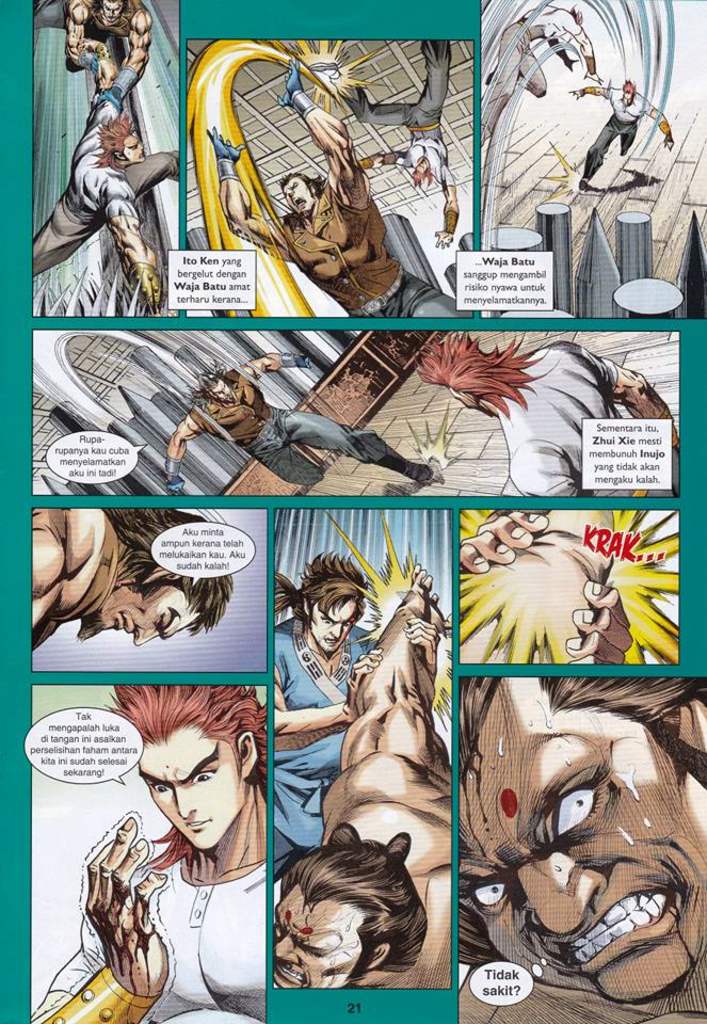 Ito Ken yang
bergelut dengan
Waja Batu amat
terharu kerana...
...Waja Batu
sanggup mengambil
risiko nyawa untuk
menyelamatkannya.
Rupa-
rupanya kau cuba
menyelamatkan
aku ini tadi!
Sementara itu,
Zhui Xie mesti
membunuh Inujo
yang tidak akan
mengaku kalah.
Aku minta
ampun kerana telah
melukaikan kau. Aku
sudah kalah!
KRAK...
Tak
mengapalah luka
di tangan ini asalkan
perselisihan faham antara
kita ini sudah selesai
sekarang!
Tidak
sakit?
21